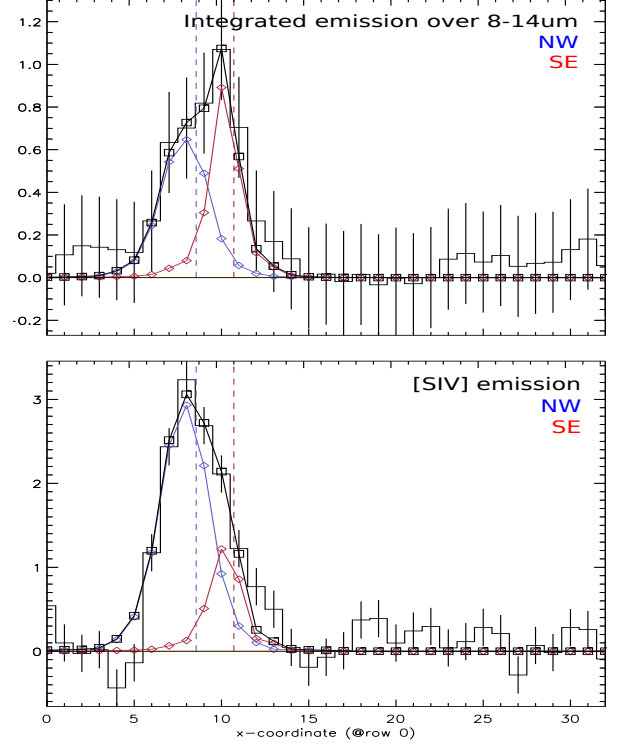 Integrated emission over 8-14um
NW
SE
1.2
1.0
0.8
0.6
0.4
0.2
0.0
-0.2
[SIV] emission
NW
SE
3
2
1
0
0 5 10 15 20 25 30
x-coordinate (@row 0)